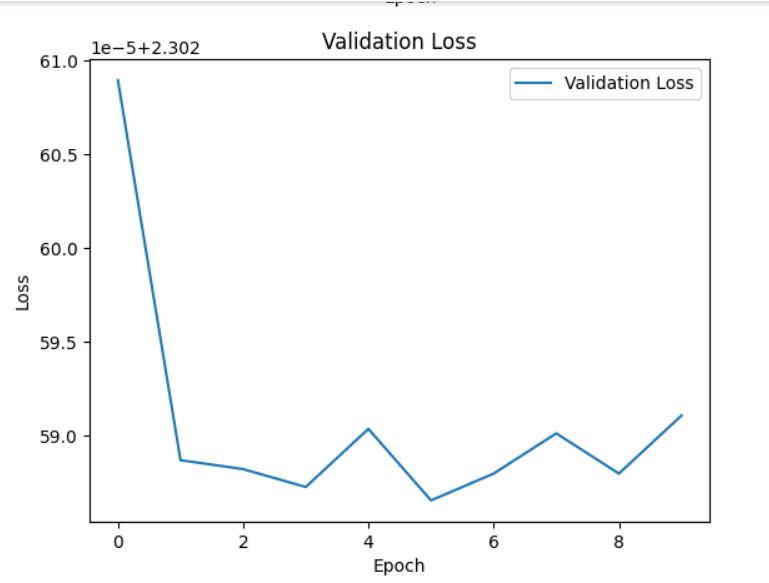 Epoch
Validation Loss
1e−5+2.302
Validation Loss
61.0
60.5
60.0
59.5
59.0
Loss
0 2 4 6 8
Epoch